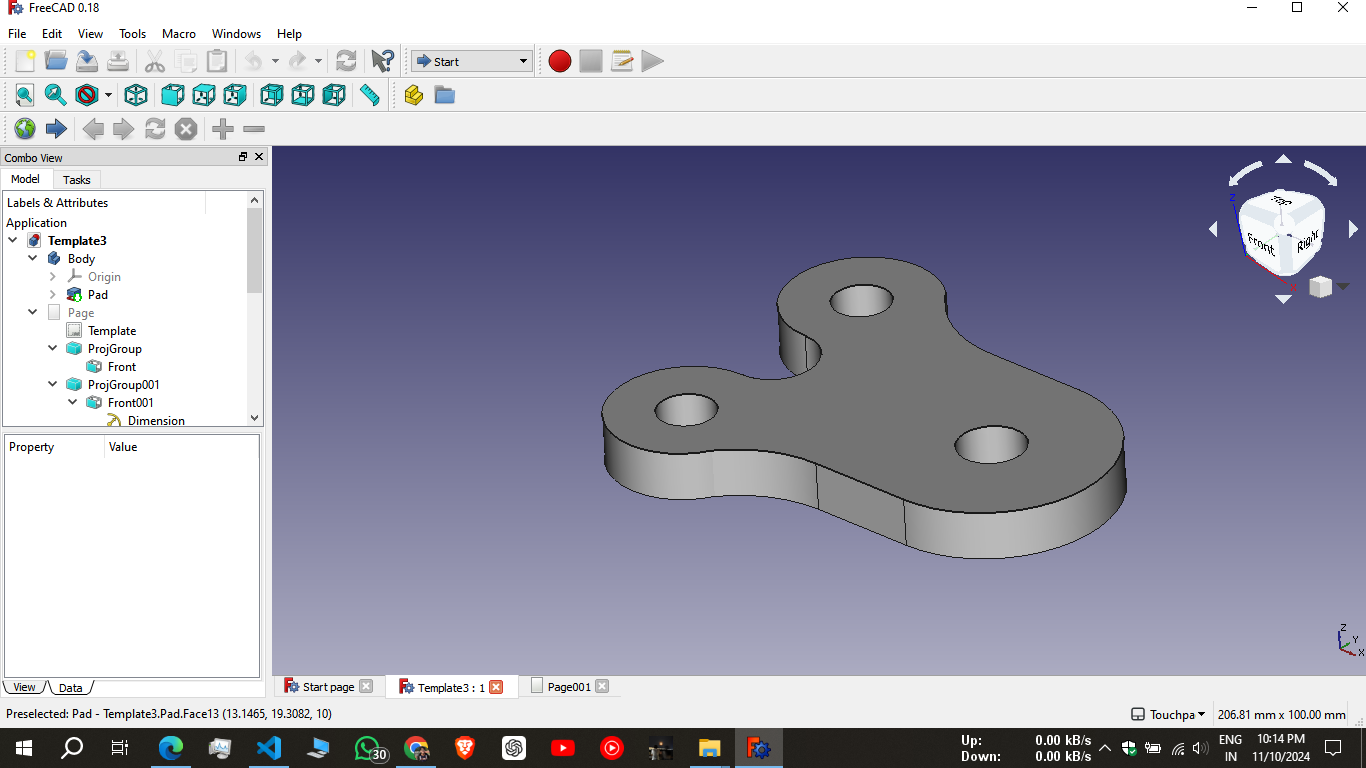 FreeCAD 0.18
File Edit View Tools Macro Windows Help
Start
Combo View
Model Tasks
Labels & Attributes
Application
Template3
Body
Origin
Pad
Page
Template
ProjGroup
Front
ProjGroup001
Front001
Dimension
Property Value
View Data
Top
Front Right
Z
X
Z
Y
X
Start page Template3 : 1 Page001
Preselected: Pad - Template3.Pad.Face13 (13.1465, 19.3082, 10)
Touchpa 206.81 mm x 100.00 mm
30
Up: 0.00 kB/s
Down: 0.00 kB/s
ENG
IN
10:14 PM
11/10/2024